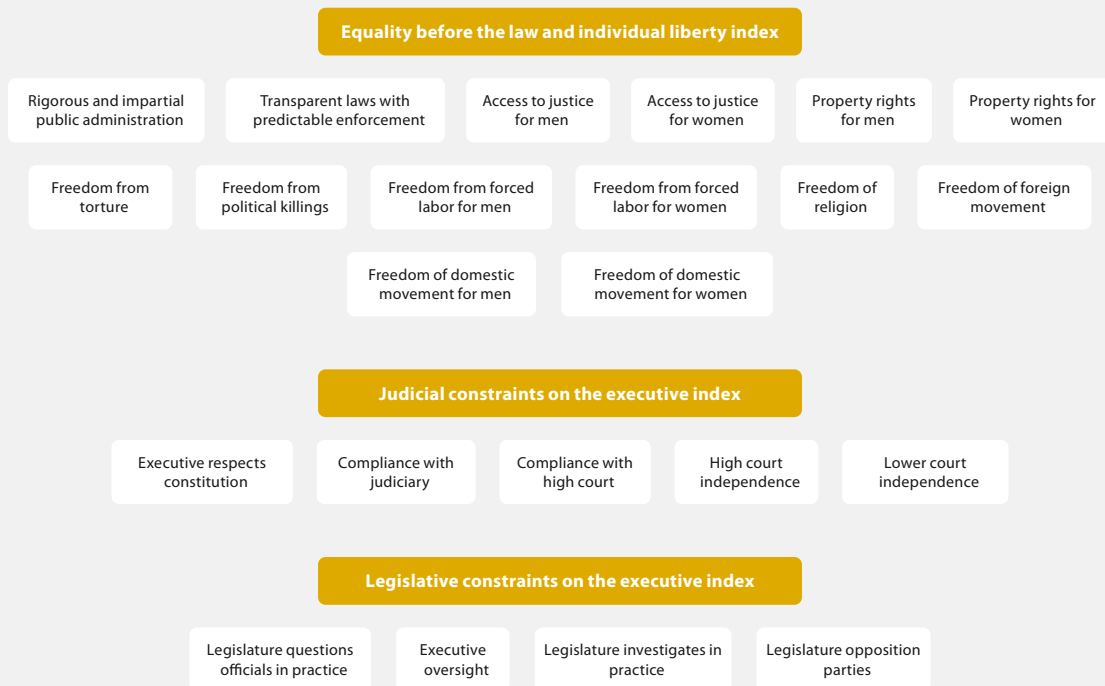 Equality before the law and individual liberty index
Rigorous and impartial
public administration
Transparent laws with
predictable enforcement
Access to justice
for men
Access to justice
for women
Property rights
for men
Property rights for
women
Freedom from
torture
Freedom from
political killings
Freedom from forced
labor for men
Freedom from forced
labor for women
Freedom of
religion
Freedom of foreign
movement
Freedom of domestic
movement for men
Freedom of domestic
movement for women
Judicial constraints on the executive index
Executive respects
constitution
Compliance with
judiciary
Compliance with
high court
High court
independence
Lower court
independence
Legislative constraints on the executive index
Legislature questions
officials in practice
Executive
oversight
Legislature investigates in
practice
Legislature opposition
parties